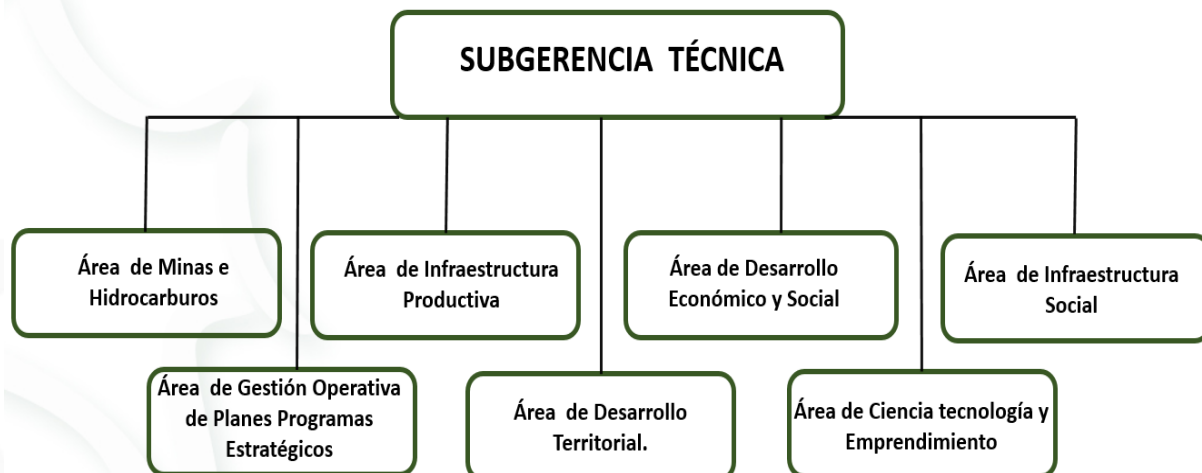 SUBGERENCIA TÉCNICA
Área de Minas e
Hidrocarburos
Área de Infraestructura
Productiva
Área de Desarrollo
Económico y Social
Área de Infraestructura
Social
Área de Gestión Operativa
de Planes Programas
Estratégicos
Área de Desarrollo
Territorial.
Área de Ciencia tecnología y
Emprendimiento